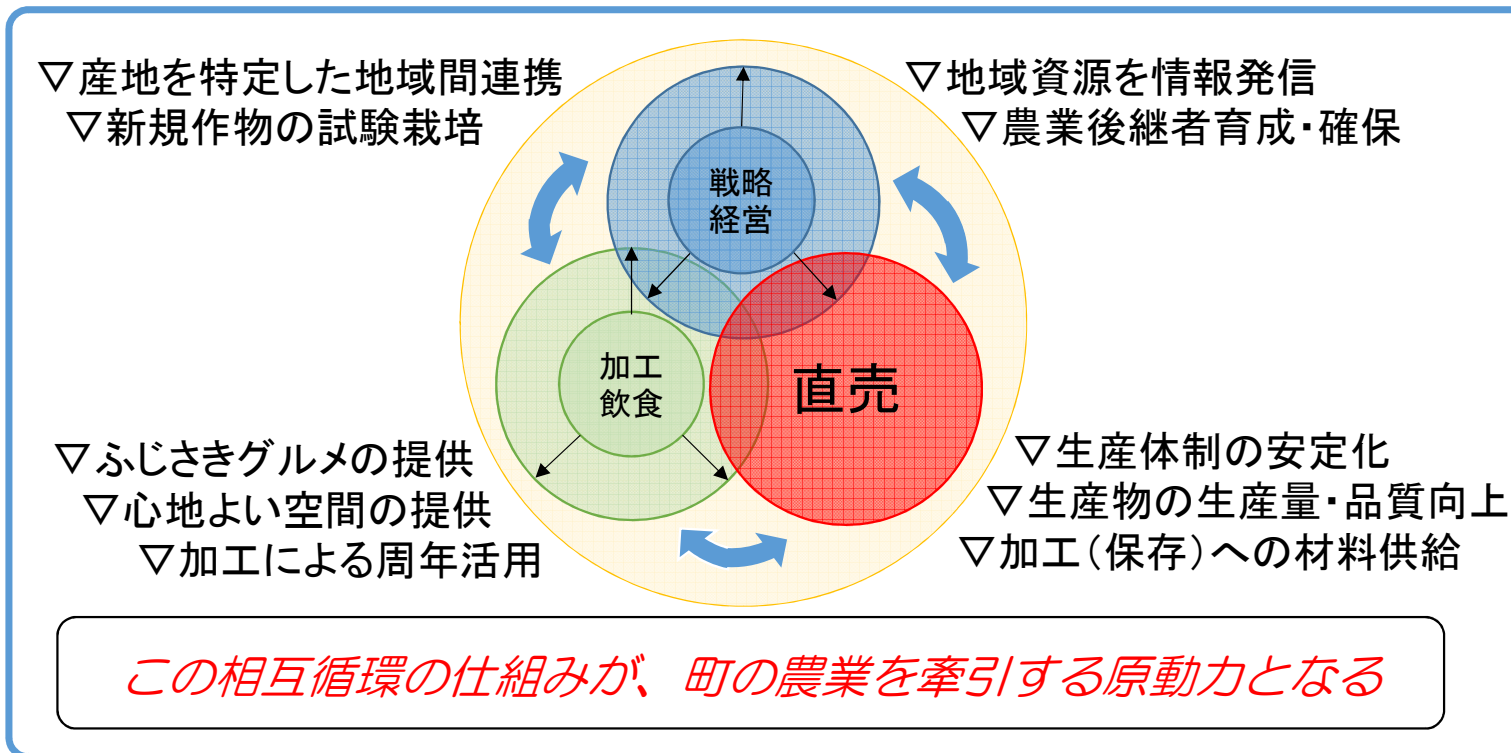 ▽産地を特定した地域間連携
▽新規作物の試験栽培
▽地域資源を情報発信
▽農業後継者育成・確保
戦略
経営
加工
飲食
直売
▽ふじさきグルメの提供
▽心地よい空間の提供
▽加工による周年活用
▽生産体制の安定化
▽生産物の生産量・品質向上
▽加工(保存)への材料供給
この相互循環の仕組みが、町の農業を牽引する原動力となる